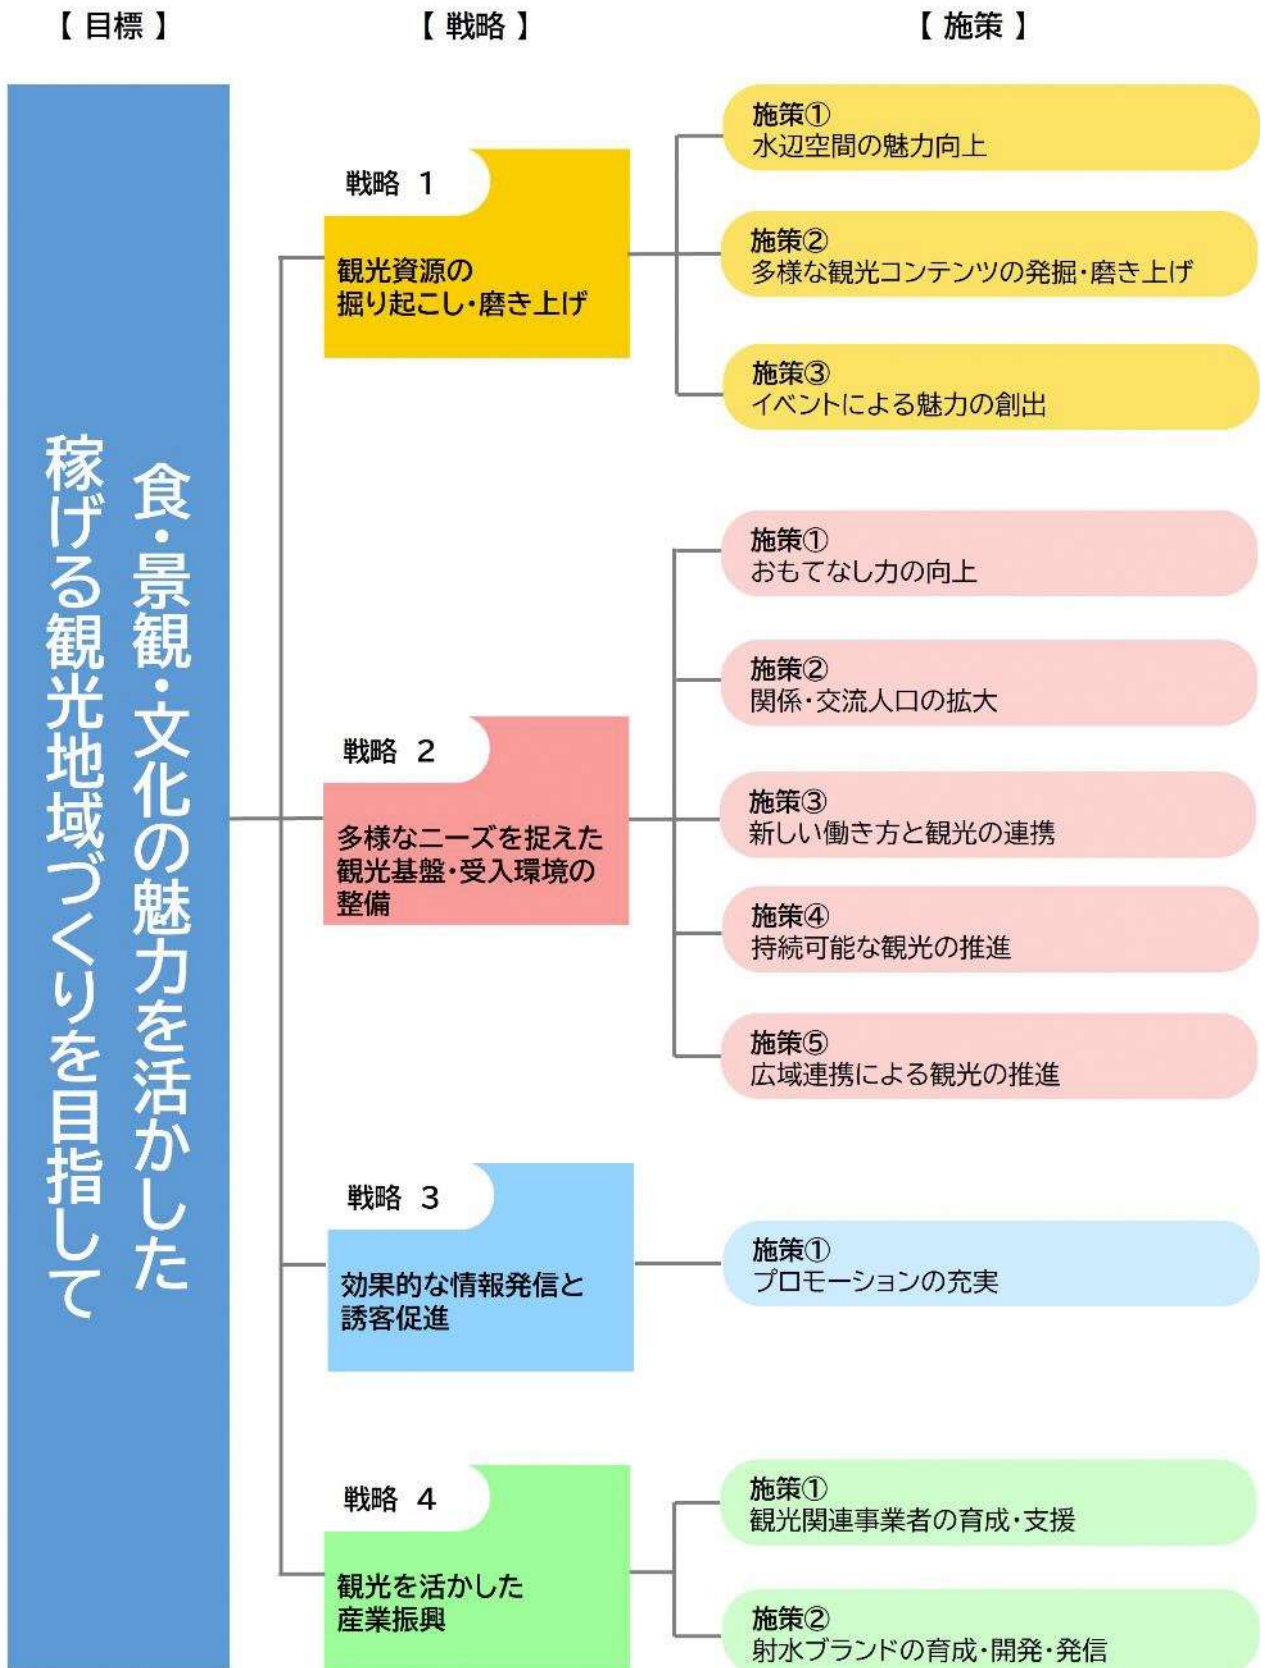 【 目標 】
【 戦略 】
【 施策 】
食・景観・文化の魅力を活かした
稼げる観光地域づくりを目指して
戦略 1
観光資源の
掘り起こし・磨き上げ
施策①
水辺空間の魅力向上
施策②
多様な観光コンテンツの発掘・磨き上げ
施策③
イベントによる魅力の創出
戦略 2
多様なニーズを捉えた
観光基盤・受入環境の
整備
施策①
おもてなし力の向上
施策②
関係・交流人口の拡大
施策③
新しい働き方と観光の連携
施策④
持続可能な観光の推進
施策⑤
広域連携による観光の推進
戦略 3
効果的な情報発信と
誘客促進
施策①
プロモーションの充実
戦略 4
観光を活かした
産業振興
施策①
観光関連事業者の育成・支援
施策②
射水ブランドの育成・開発・発信